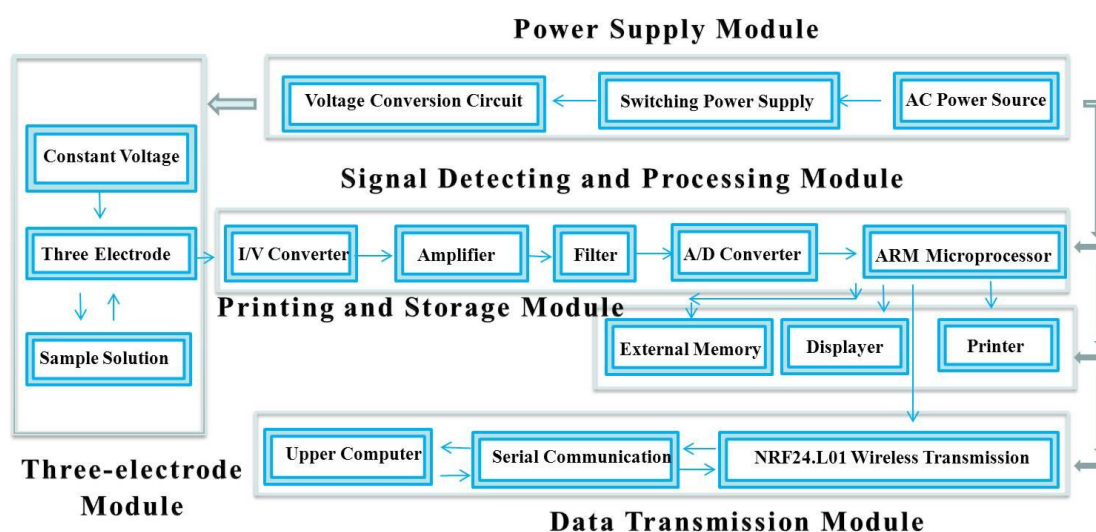 Power Supply Module
Voltage Conversion Circuit
Switching Power Supply
AC Power Source
Constant Voltage
Signal Detecting and Processing Module
Three Electrode
I/V Converter
Amplifier
Filter
A/D Converter
ARM Microprocessor
Printing and Storage Module
Sample Solution
External Memory
Displayer
Printer
Upper Computer
Serial Communication
NRF24.L01 Wireless Transmission
Three-electrode
Module
Data Transmission Module